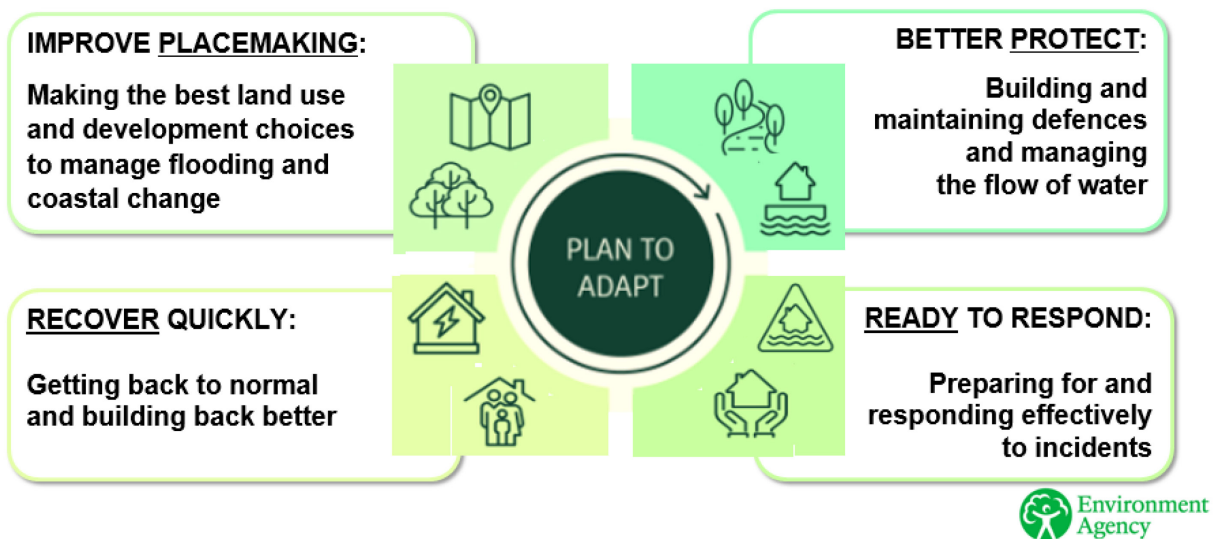 IMPROVE PLACEMAKING:
Making the best land use
and development choices
to manage flooding and
coastal change
BETTER PROTECT:
Building and
maintaining defences
and managing
the flow of water
PLAN TO
ADAPT
RECOVER QUICKLY:
Getting back to normal
and building back better
READY TO RESPOND:
Preparing for and
responding effectively
to incidents
Environment
Agency